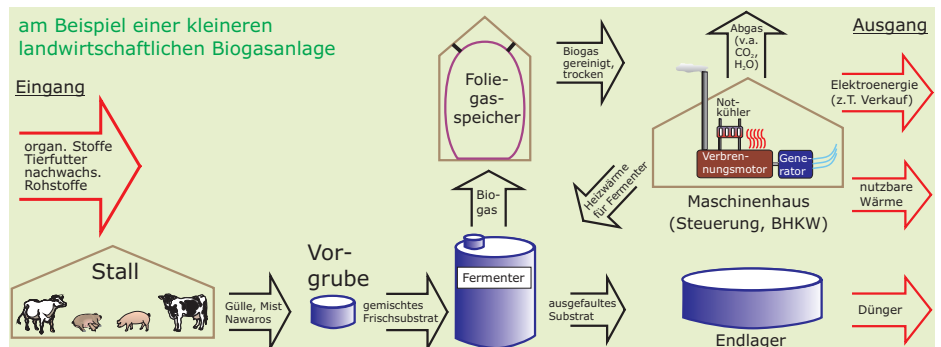 am Beispiel einer kleineren
landwirtschaftlichen Biogasanlage
Eingang
organ. Stoffe
Tierfutter
nachwachs.
Rohstoffe
Stall
Gülle, Mist
Nawaros
Vor-
grube
gemischtes
Frischsubstrat
Fermenter
Bio-
gas
Folie-
gas-
speicher
Biogas
gereinigt,
trocken
Abgas
(v.a.
CO₂,
H₂O)
Not-
kühler
Verbren-
nungsmotor
Gene-
rator
Maschinenhaus
(Steuerung, BHKW)
Heizwärme
für Fermenter
ausgefaultes
Substrat
Endlager
Ausgang
Elektroenergie
(z.T. Verkauf)
nutzbare
Wärme
Dünger